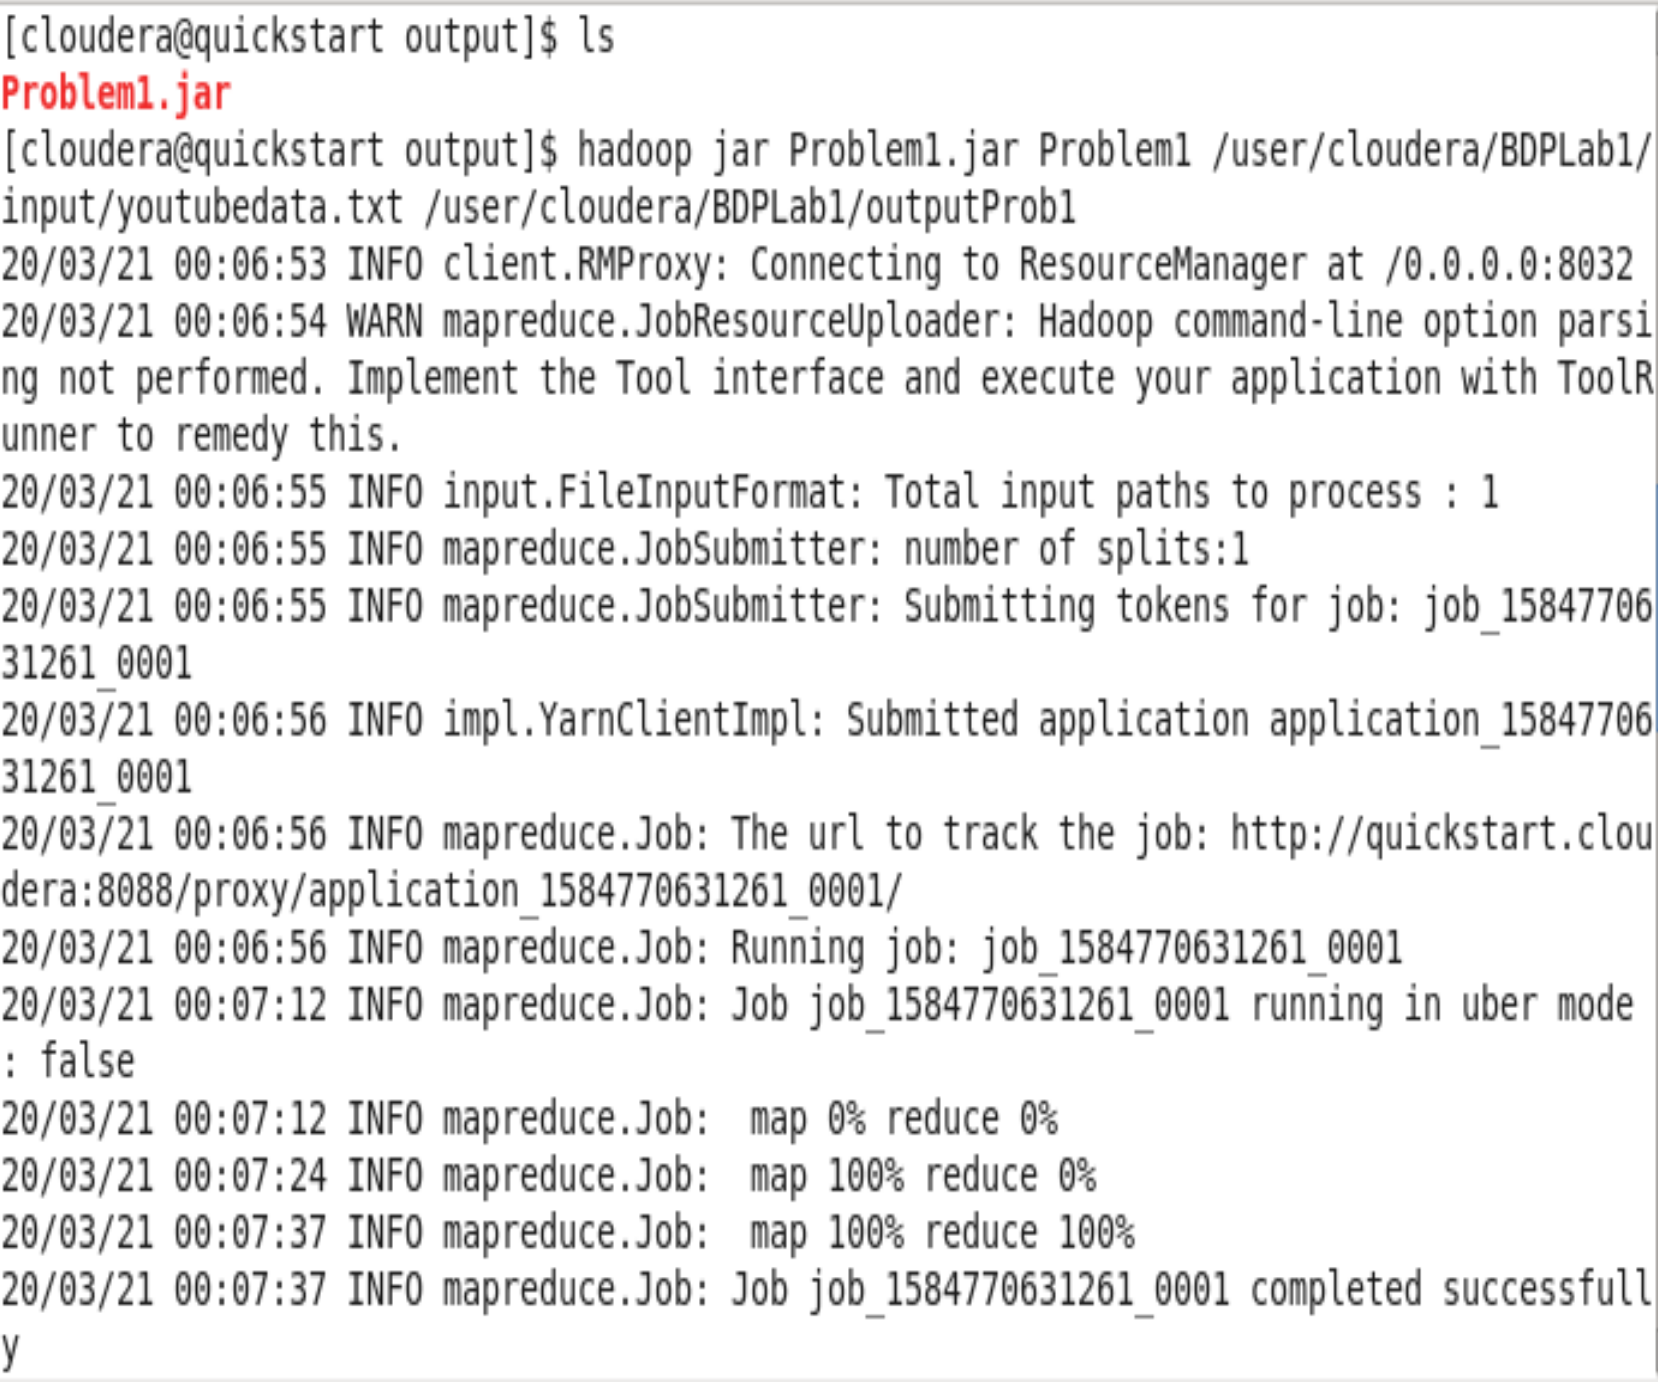 [cloudera@quickstart output]$ ls
Problem1.jar
[cloudera@quickstart output]$ hadoop jar Problem1.jar Problem1 /user/cloudera/BDPLab1/
input/youtubedata.txt /user/cloudera/BDPLab1/outputProb1
20/03/21 00:06:53 INFO client.RMProxy: Connecting to ResourceManager at /0.0.0.0:8032
20/03/21 00:06:54 WARN mapreduce.JobResourceUploader: Hadoop command-line option parsi
ng not performed. Implement the Tool interface and execute your application with ToolR
unner to remedy this.
20/03/21 00:06:55 INFO input.FileInputFormat: Total input paths to process : 1
20/03/21 00:06:55 INFO mapreduce.JobSubmitter: number of splits:1
20/03/21 00:06:55 INFO mapreduce.JobSubmitter: Submitting tokens for job: job_15847706
31261_0001
20/03/21 00:06:56 INFO impl.YarnClientImpl: Submitted application application_15847706
31261_0001
20/03/21 00:06:56 INFO mapreduce.Job: The url to track the job: http://quickstart.clou
dera:8088/proxy/application_1584770631261_0001/
20/03/21 00:06:56 INFO mapreduce.Job: Running job: job_1584770631261_0001
20/03/21 00:07:12 INFO mapreduce.Job: Job job_1584770631261_0001 running in uber mode
: false
20/03/21 00:07:12 INFO mapreduce.Job:  map 0% reduce 0%
20/03/21 00:07:24 INFO mapreduce.Job:  map 100% reduce 0%
20/03/21 00:07:37 INFO mapreduce.Job:  map 100% reduce 100%
20/03/21 00:07:37 INFO mapreduce.Job: Job job_1584770631261_0001 completed successfull
y